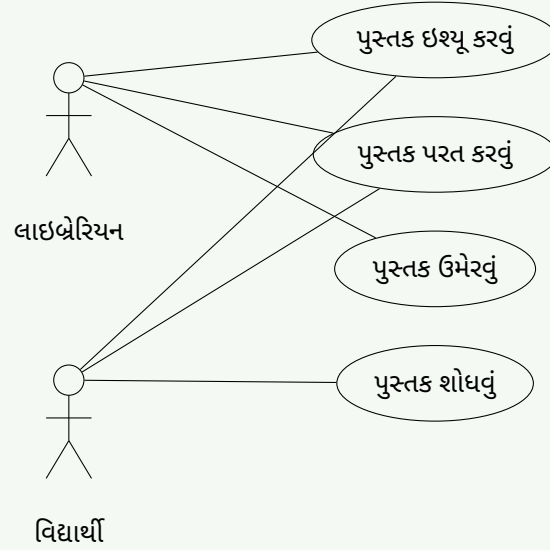 પુસ્તક ઇશ્યૂ કરવું
પુસ્તક પરત કરવું
લાઇબ્રેરિયન
પુસ્તક ઉમેરવું
પુસ્તક શોધવું
વિદ્યાર્થી